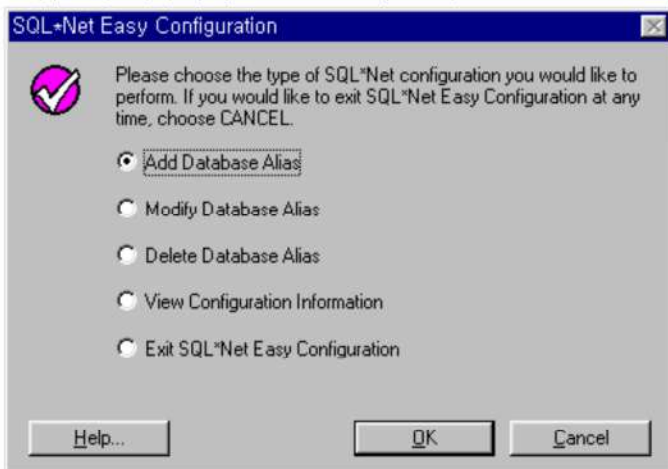 SQL*Net Easy Configuration
Please choose the type of SQL*Net configuration you would like to
perform. If you would like to exit SQL*Net Easy Configuration at any
time, choose CANCEL.
Add Database Alias
Modify Database Alias
Delete Database Alias
View Configuration Information
Exit SQL*Net Easy Configuration
Help...
OK
Cancel